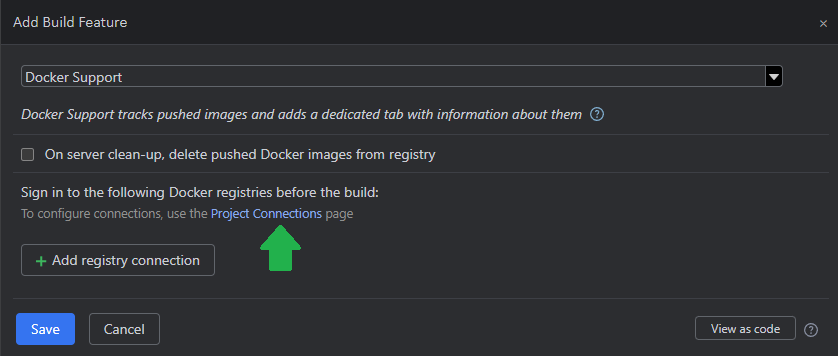 Add Build Feature
×
Docker Support
Docker Support tracks pushed images and adds a dedicated tab with information about them ?
On server clean-up, delete pushed Docker images from registry
Sign in to the following Docker registries before the build:
To configure connections, use the Project Connections page
+ Add registry connection
Save Cancel View as code ?